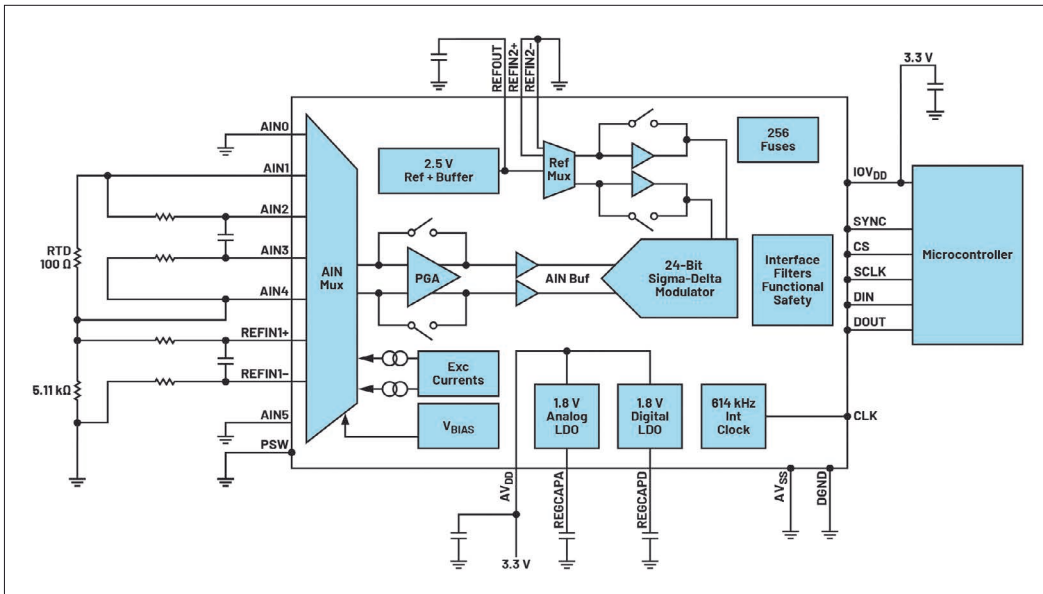 REFOUT
REFIN2+
REFIN2-
3.3 V
AIN0
AIN1
AIN2
AIN3
AIN4
REFIN1+
REFIN1-
AIN5
PSW
RTD
100 Ω
5.11 kΩ
AIN
Mux
2.5 V
Ref + Buffer
Ref
Mux
256
Fuses
PGA
AIN Buf
24-Bit
Sigma-Delta
Modulator
Interface
Filters
Functional
Safety
IOVDD
SYNC
CS
SCLK
DIN
DOUT
Microcontroller
Exc
Currents
VBIAS
1.8 V
Analog
LDO
1.8 V
Digital
LDO
614 kHz
Int
Clock
CLK
AVDD
REGCAPA
REGCAPD
AVSS
DGND
3.3 V